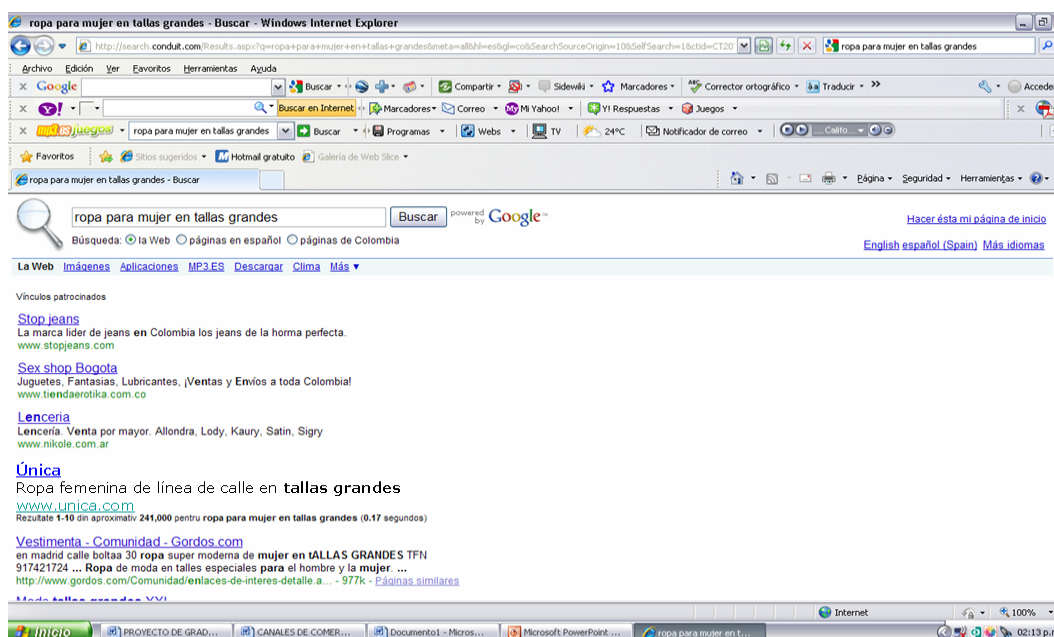 ropa para mujer en tallas grandes - Buscar - Windows Internet Explorer
http://search.conduit.com/Results.aspx?q=ropa+para+mujer+en+tallas+grandes&meta=all&hl=es&gl=co&SearchSourceOrigin=10&SelfSearch=1&ctid=CT20 ropa para mujer en tallas grandes
Archivo Edición Ver Favoritos Herramientas Ayuda
x Google Buscar Compartir Sidewiki Marcadores Corrector ortográfico Traducir » Accede
x Y! Buscar en Internet Marcadores Correo Mi Yahoo! Y! Respuestas Juegos x
x mp3.es juegos ropa para mujer en tallas grandes Buscar Programas Webs TV 24°C Notificador de correo .... Califo...
Favoritos Sitios sugeridos Hotmail gratuito Galería de Web Slice
ropa para mujer en tallas grandes - Buscar Página Seguridad Herramientas
ropa para mujer en tallas grandes Buscar powered by Google™ Hacer ésta mi página de inicio
Búsqueda: la Web páginas en español páginas de Colombia
English español (Spain) Más idiomas
La Web Imágenes Aplicaciones MP3.ES Descargar Clima Más ▼
Vínculos patrocinados
Stop jeans
La marca lider de jeans en Colombia los jeans de la horma perfecta.
www.stopjeans.com
Sex shop Bogota
Juguetes, Fantasias, Lubricantes, ¡Ventas y Envíos a toda Colombia!
www.tiendaerotika.com.co
Lenceria
Lencería. Venta por mayor. Allondra, Lody, Kaury, Satin, Sigry
www.nikole.com.ar
Única
Ropa femenina de línea de calle en tallas grandes
www.unica.com
Rezultate 1-10 din aproximativ 241,000 pentru ropa para mujer en tallas grandes (0.17 segundos)
Vestimenta - Comunidad - Gordos.com
en madrid calle boltaa 30 ropa super moderna de mujer en tALLAS GRANDES TFN
917421724 ... Ropa de moda en talles especiales para el hombre y la mujer. ...
http://www.gordos.com/Comunidad/enlaces-de-interes-detalle.a... - 977k - Páginas similares
Moda tallas grandes XXL
Internet 100%
Inicio PROYECTO DE GRAD... CANALES DE COMER... Documento1 - Micros... Microsoft PowerPoint ... ropa para mujer en t... 02:13 p.